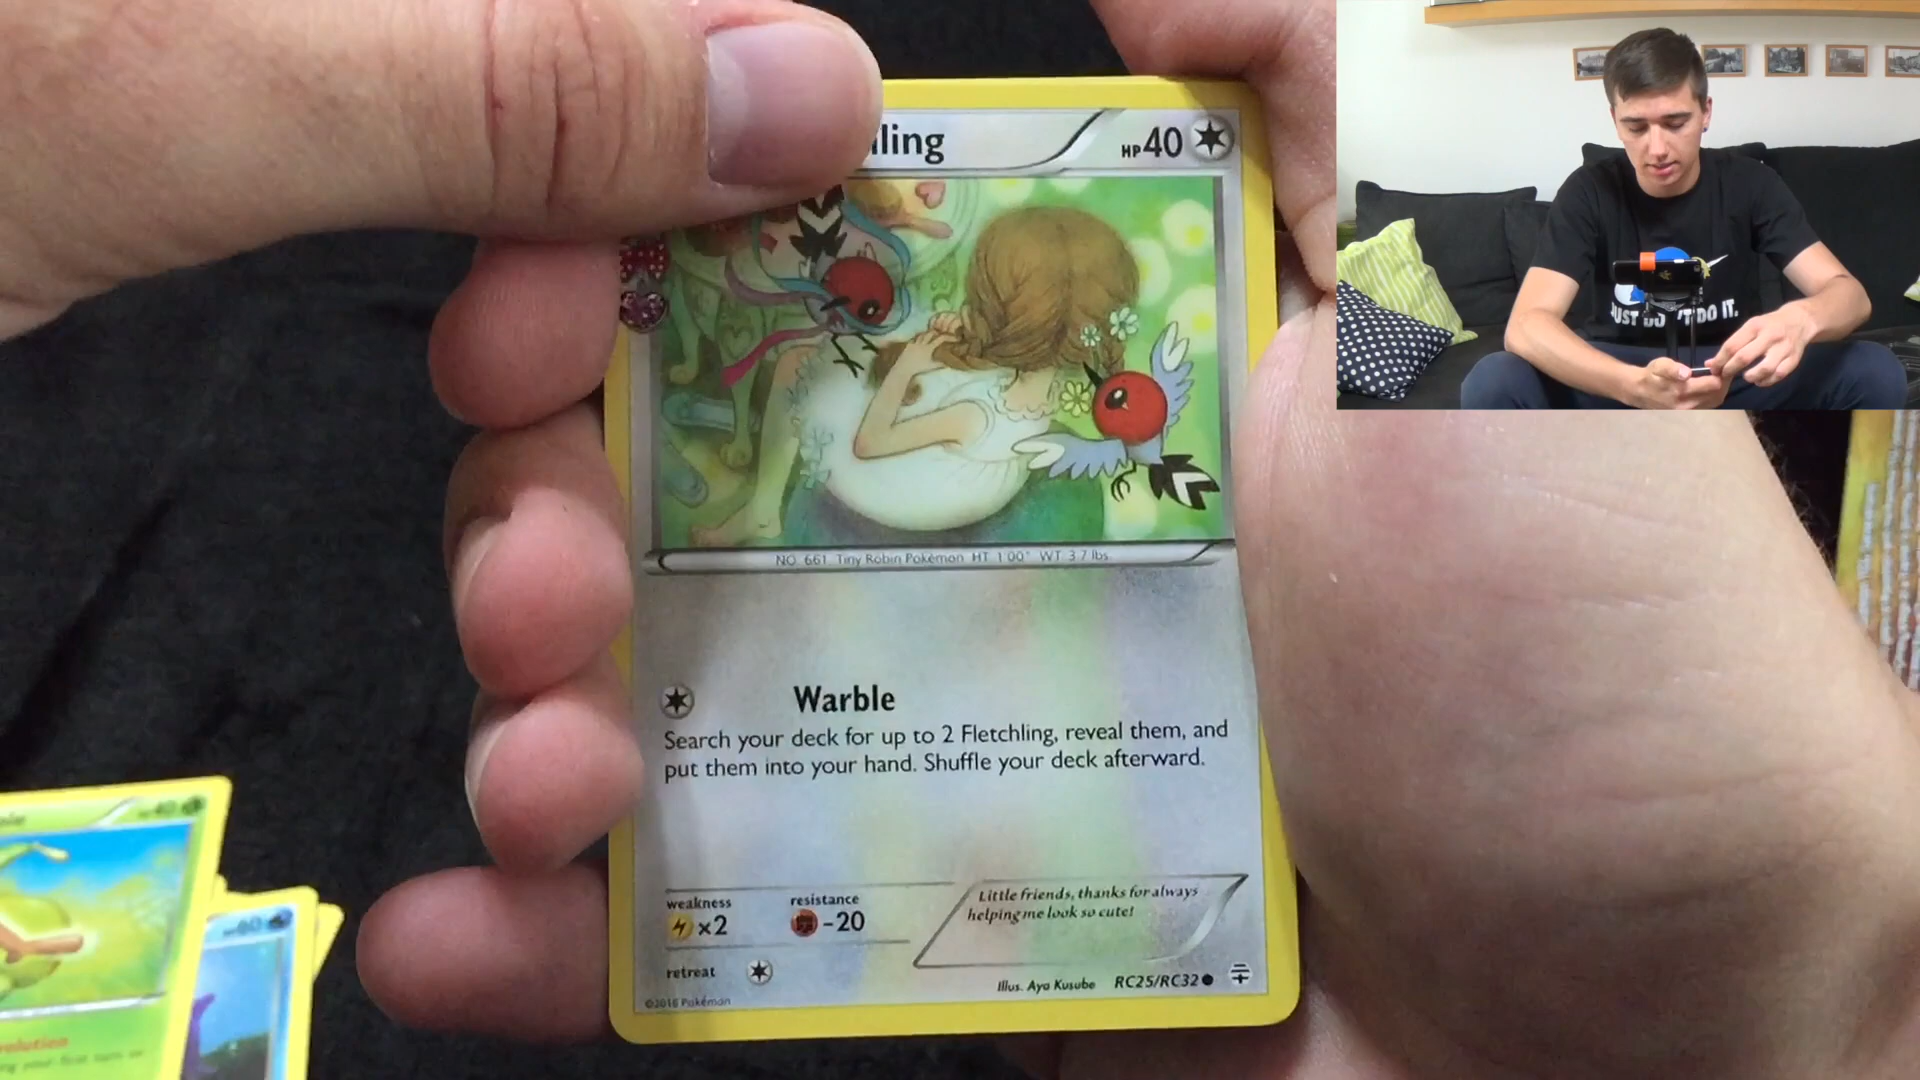 ling
HP40
NO. 661 Tiny Robin Pokémon HT 1'00" WT 3.7 lbs.
Warble
Search your deck for up to 2 Fletchling, reveal them, and
put them into your hand. Shuffle your deck afterward.
weakness
×2
resistance
-20
Little friends, thanks for always
helping me look so cute!
retreat
Illus. Aya Kusube
RC25/RC32
©2016 Pokémon
HP40
HP60
JUST DO 'T DO IT.